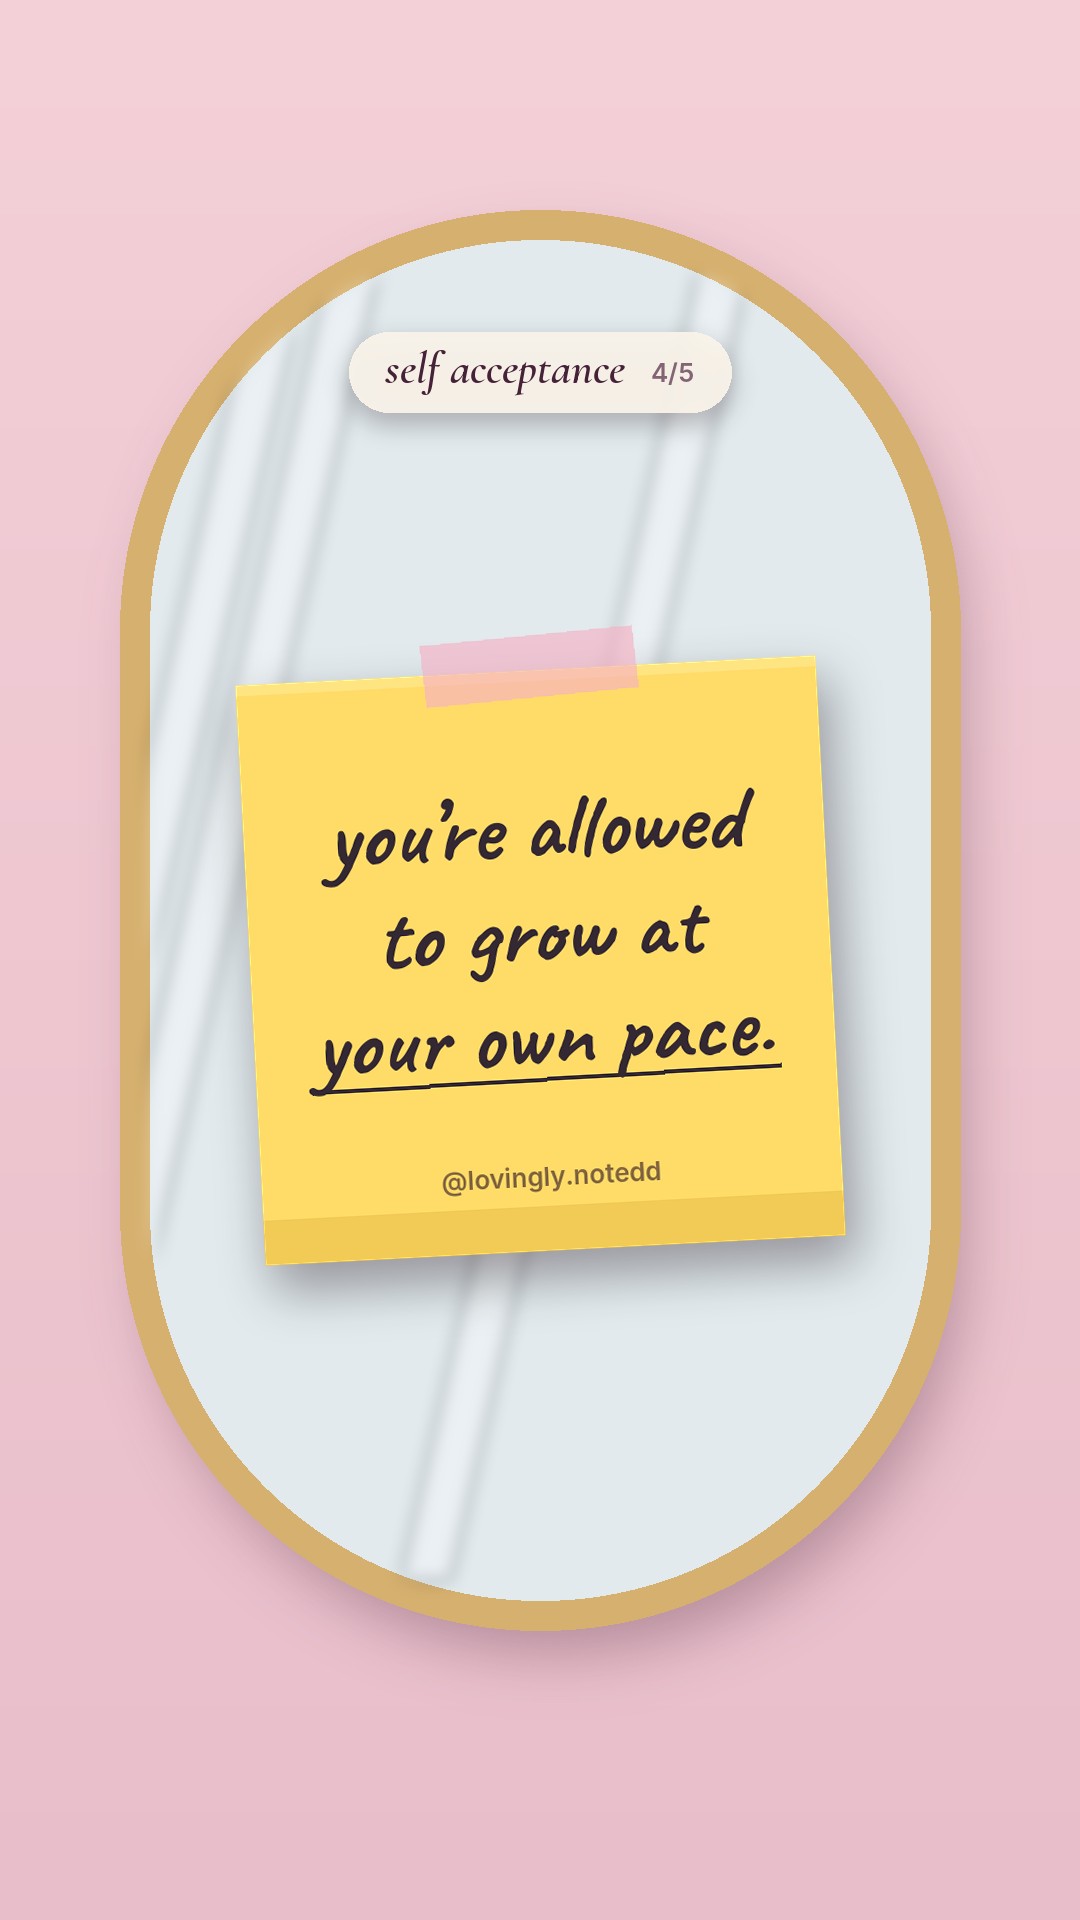 self acceptance 4/5
you’re allowed
to grow at
your own pace.
@lovingly.notedd